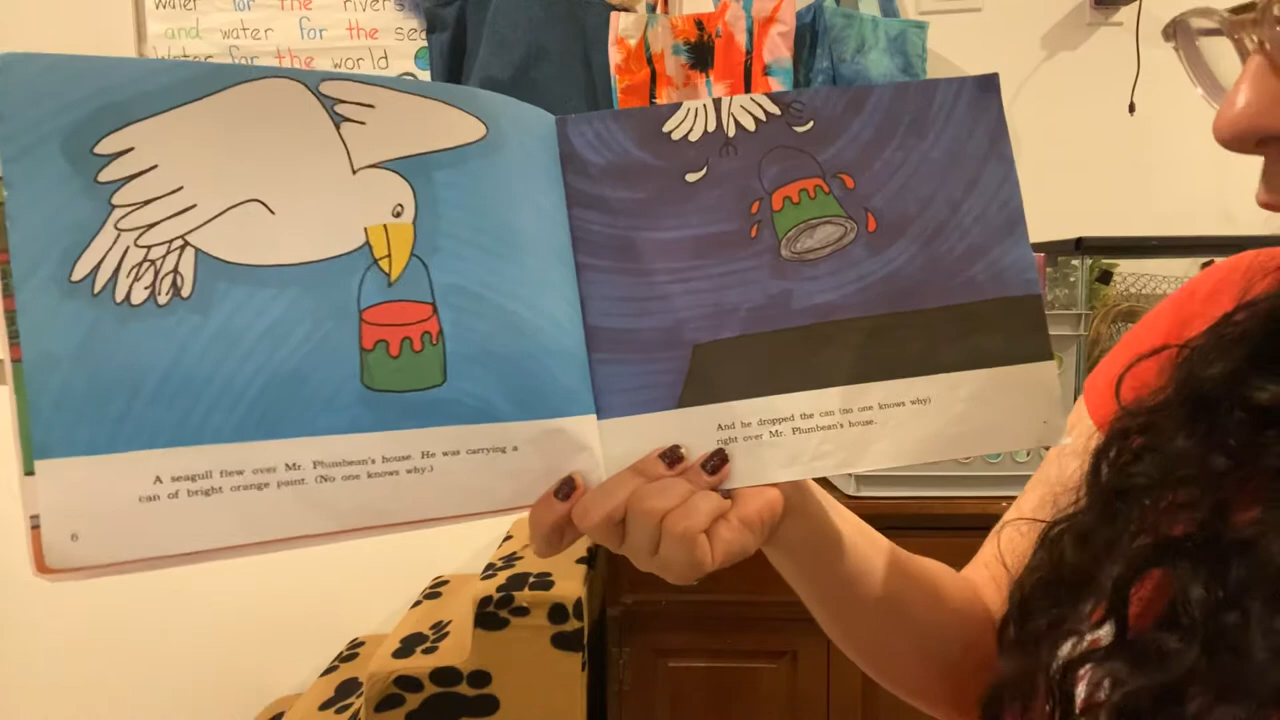 water for the rivers
and water for the sea
Water for the world
A seagull flew over Mr. Plumbean's house. He was carrying a
can of bright orange paint. (No one knows why.)
6
And he dropped the can (no one knows why)
right over Mr. Plumbean's house.